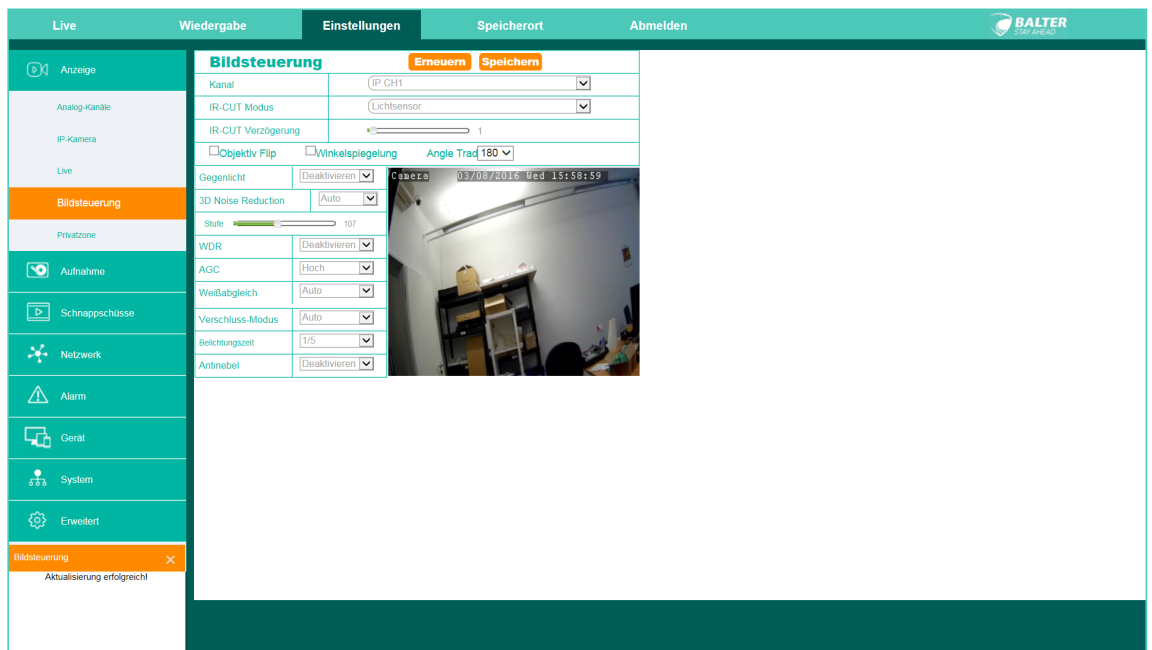 Live Wiedergabe Einstellungen Speicherort Abmelden BALTER
STAY AHEAD
Anzeige
Analog-Kanäle
IP-Kamera
Live
Bildsteuerung
Privatzone
Aufnahme
Schnappschüsse
Netzwerk
Alarm
Gerät
System
Erweitert
Bildsteuerung
Aktualisierung erfolgreich!
Bildsteuerung Erneuern Speichern
Kanal IP CH1
IR-CUT Modus Lichtsensor
IR-CUT Verzögerung 1
Objektiv Flip Winkelspiegelung Angle Trad 180
Gegenlicht Deaktivieren
3D Noise Reduction Auto
Stufe 107
WDR Deaktivieren
AGC Hoch
Weißabgleich Auto
Verschluss-Modus Auto
Belichtungszeit 1/5
Antinebel Deaktivieren
Camera 03/08/2016 Wed 15:58:59